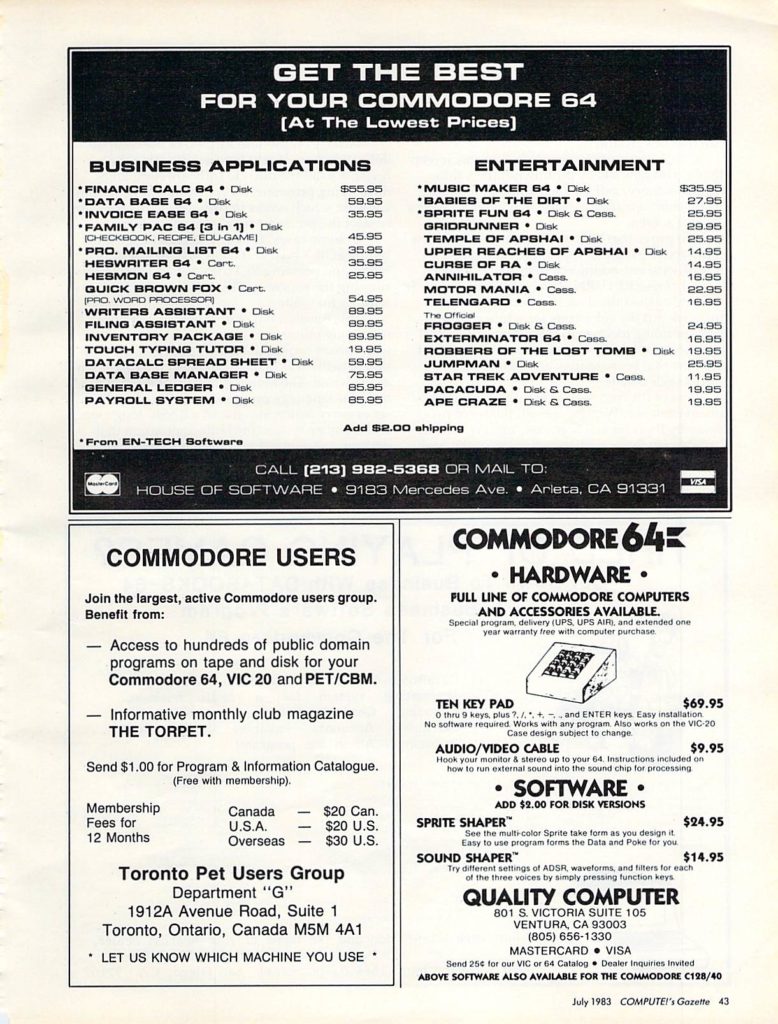 GET THE BEST
FOR YOUR COMMODORE 64
(At The Lowest Prices)
BUSINESS APPLICATIONS
*FINANCE CALC 64 • Disk $55.95
*DATA BASE 64 • Disk 59.95
*INVOICE EASE 64 • Disk 35.95
*FAMILY PAC 64 (3 in 1) • Disk
(CHECKBOOK, RECIPE, EDU-GAME) 45.95
*PRO. MAILING LIST 64 • Disk 35.95
HESWRITER 64 • Cart. 35.95
HESMON 64 • Cart. 25.95
QUICK BROWN FOX • Cart.
(PRO. WORD PROCESSOR) 54.95
WRITERS ASSISTANT • Disk 89.95
FILING ASSISTANT • Disk 89.95
INVENTORY PACKAGE • Disk 89.95
TOUCH TYPING TUTOR • Disk 19.95
DATACALC SPREAD SHEET • Disk 59.95
DATA BASE MANAGER • Disk 75.95
GENERAL LEDGER • Disk 85.95
PAYROLL SYSTEM • Disk 85.95
ENTERTAINMENT
*MUSIC MAKER 64 • Disk $35.95
*BABIES OF THE DIRT • Disk 27.95
*SPRITE FUN 64 • Disk & Cass. 25.95
GRIDRUNNER • Disk 29.95
TEMPLE OF APSHAI • Disk 25.95
UPPER REACHES OF APSHAI • Disk 14.95
CURSE OF RA • Disk 14.95
ANNIHILATOR • Cass. 16.95
MOTOR MANIA • Cass. 22.95
TELENGARD • Cass. 16.95
The Official
FROGGER • Disk & Cass. 24.95
EXTERMINATOR 64 • Cass. 16.95
ROBBERS OF THE LOST TOMB • Disk 19.95
JUMPMAN • Disk 25.95
STAR TREK ADVENTURE • Cass. 11.95
PACACUDA • Disk & Cass. 19.95
APE CRAZE • Disk & Cass. 19.95
Add $2.00 shipping
*From EN-TECH Software
MasterCard
CALL (213) 982-5368 OR MAIL TO:
HOUSE OF SOFTWARE • 9183 Mercedes Ave. • Arleta, CA 91331
VISA
COMMODORE USERS
Join the largest, active Commodore users group.
Benefit from:
— Access to hundreds of public domain
programs on tape and disk for your
Commodore 64, VIC 20 and PET/CBM.
— Informative monthly club magazine
THE TORPET.
Send $1.00 for Program & Information Catalogue.
(Free with membership).
Membership
Fees for
12 Months
Canada — $20 Can.
U.S.A. — $20 U.S.
Overseas — $30 U.S.
Toronto Pet Users Group
Department "G"
1912A Avenue Road, Suite 1
Toronto, Ontario, Canada M5M 4A1
* LET US KNOW WHICH MACHINE YOU USE *
COMMODORE 64
• HARDWARE •
FULL LINE OF COMMODORE COMPUTERS
AND ACCESSORIES AVAILABLE.
Special program, delivery (UPS, UPS AIR), and extended one
year warranty free with computer purchase.
TEN KEY PAD $69.95
0 thru 9 keys, plus ?, /, *, +, –, ., and ENTER keys. Easy installation.
No software required. Works with any program. Also works on the VIC-20
Case design subject to change.
AUDIO/VIDEO CABLE $9.95
Hook your monitor & stereo up to your 64. Instructions included on
how to run external sound into the sound chip for processing.
• SOFTWARE •
ADD $2.00 FOR DISK VERSIONS
SPRITE SHAPER™ $24.95
See the multi-color Sprite take form as you design it.
Easy to use program forms the Data and Poke for you.
SOUND SHAPER™ $14.95
Try different settings of ADSR, waveforms, and filters for each
of the three voices by simply pressing function keys.
QUALITY COMPUTER
801 S. VICTORIA SUITE 105
VENTURA, CA 93003
(805) 656-1330
MASTERCARD • VISA
Send 25¢ for our VIC or 64 Catalog • Dealer Inquiries Invited
ABOVE SOFTWARE ALSO AVAILABLE FOR THE COMMODORE C128/40
July 1983 COMPUTE!'s Gazette 43